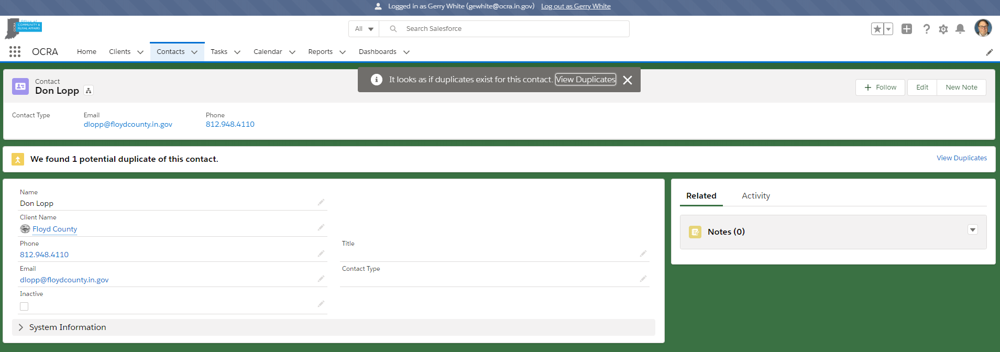 Logged in as Gerry White (gewhite@ocra.in.gov) Log out as Gerry White
OCRA
Office of
COMMUNITY &
RURAL AFFAIRS
All
Search Salesforce
OCRA
Home
Clients
Contacts
Tasks
Calendar
Reports
Dashboards
It looks as if duplicates exist for this contact. View Duplicates
Contact
Don Lopp
Follow
Edit
New Note
Contact Type
Email
dlopp@floydcounty.in.gov
Phone
812.948.4110
We found 1 potential duplicate of this contact.
View Duplicates
Name
Don Lopp
Client Name
Floyd County
Phone
812.948.4110
Title
Email
dlopp@floydcounty.in.gov
Contact Type
Inactive
System Information
Related
Activity
Notes (0)